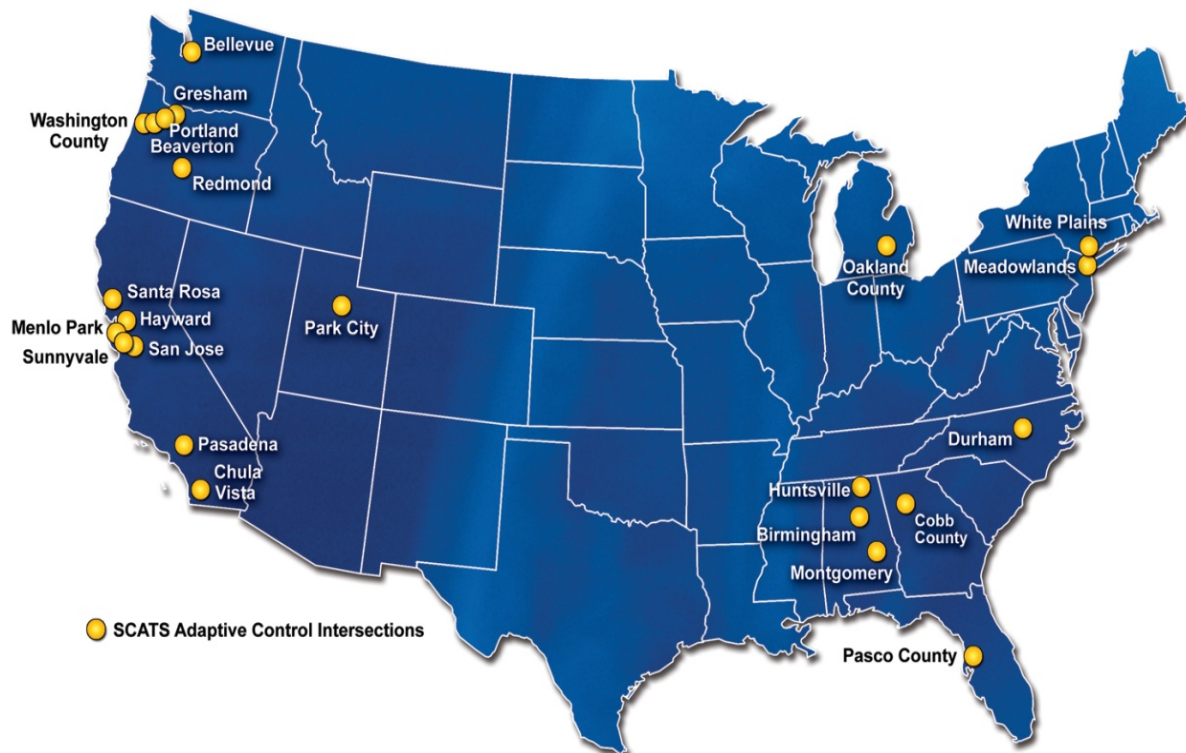 Bellevue
Gresham
Washington
County
Portland
Beaverton
Redmond
White Plains
Meadowlands
Oakland
County
Santa Rosa
Hayward
Menlo Park
Park City
San Jose
Sunnyvale
Pasadena
Durham
Chula
Vista
Huntsville
Cobb
County
Birmingham
Montgomery
SCATS Adaptive Control Intersections
Pasco County